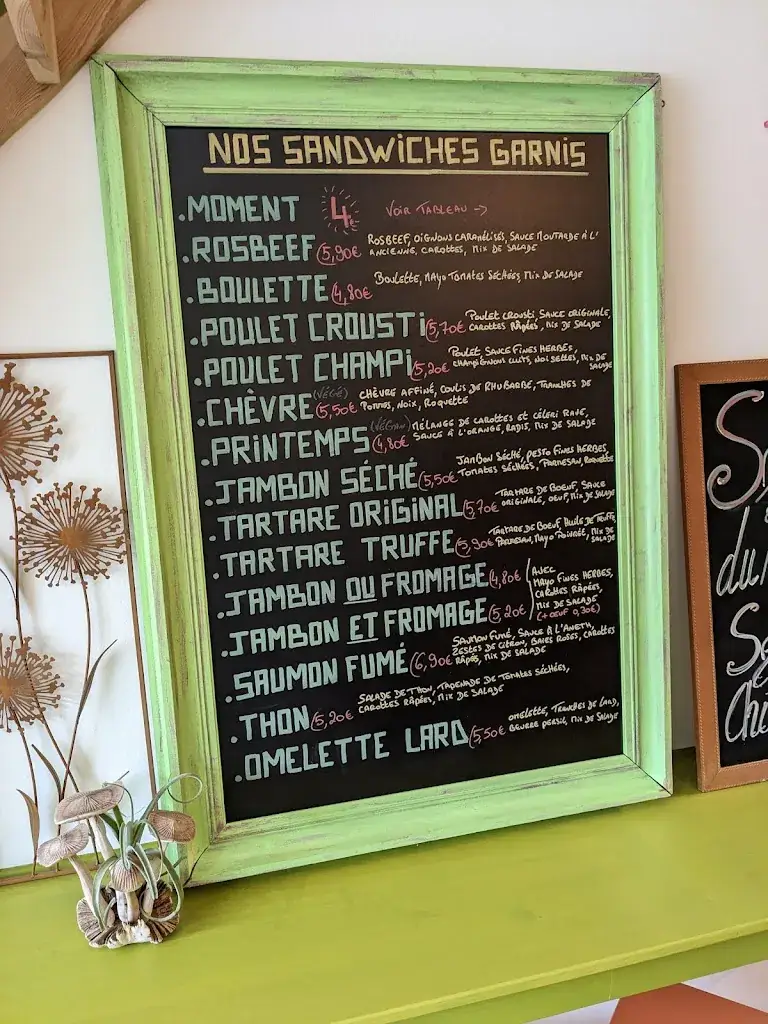 NOS SANDWICHES GARNIS
.MOMENT 4€ VOIR TABLEAU →
.ROSBEEF (5,90€ ROSBEEF, OIGNONS CARAMÉLISÉS, SAUCE MOUTARDE À L'
ANCIENNE, CAROTTES, MIX DE SALADE
.BOULETTE (4,80€ BOULETTE, MAYO TOMATES SÉCHÉES, MIX DE SALADE
.POULET CROUSTi (5,70€ POULET CROUSTI, SAUCE ORIGINALE,
CAROTTES RÂPÉES, MIX DE SALADE
.POULET CHAMPi (5,20€ POULET, SAUCE FINES HERBES,
CHAMPIGNONS CUITS, NOISETTES, MIX DE
SALADE
.CHÈVRE (VÉGÉ) (5,50€ CHÈVRE AFFINÉ, COULIS DE RHUBARBE, TRANCHES DE
POMMES, NOIX, ROQUETTE
.PRINTEMPS (VÉGAN) (4,80€ MÉLANGE DE CAROTTES ET CÉLERI RAVE,
SAUCE À L'ORANGE, RADIS, MIX DE SALADE
.JAMBON SÉCHÉ (5,50€ JAMBON SÉCHÉ, PESTO FINES HERBES,
TOMATES SÉCHÉES, PARMESAN, ROQUETTE
.TARTARE ORIGINAL (5,70€ TARTARE DE BOEUF, SAUCE
ORIGINALE, OEUF, MIX DE SALADE
.TARTARE TRUFFE (5,90€ TARTARE DE BOEUF, HUILE DE TRUFFE,
PARMESAN, MAYO POIVRÉE, MIX DE
SALADE
.JAMBON OU FROMAGE (4,80€ AVEC
.JAMBON ET FROMAGE (5,20€ MAYO FINES HERBES,
CAROTTES RÂPÉES,
MIX DE SALADE
(+ OEUF 0,30€)
.SAUMON FUMÉ (6,90€ SAUMON FUMÉ, SAUCE À L'ANETH,
ZESTES DE CITRON, BAIES ROSES, CAROTTES
RÂPÉS, MIX DE SALADE
.THON (5,20€ SALADE DE THON, TAPENADE DE TOMATES SÉCHÉES,
CAROTTES RÂPÉES, MIX DE SALADE
.OMELETTE LARD (5,50€ OMELETTE, TRANCHES DE LARD,
BEURRE PERSIL, MIX DE SALADE